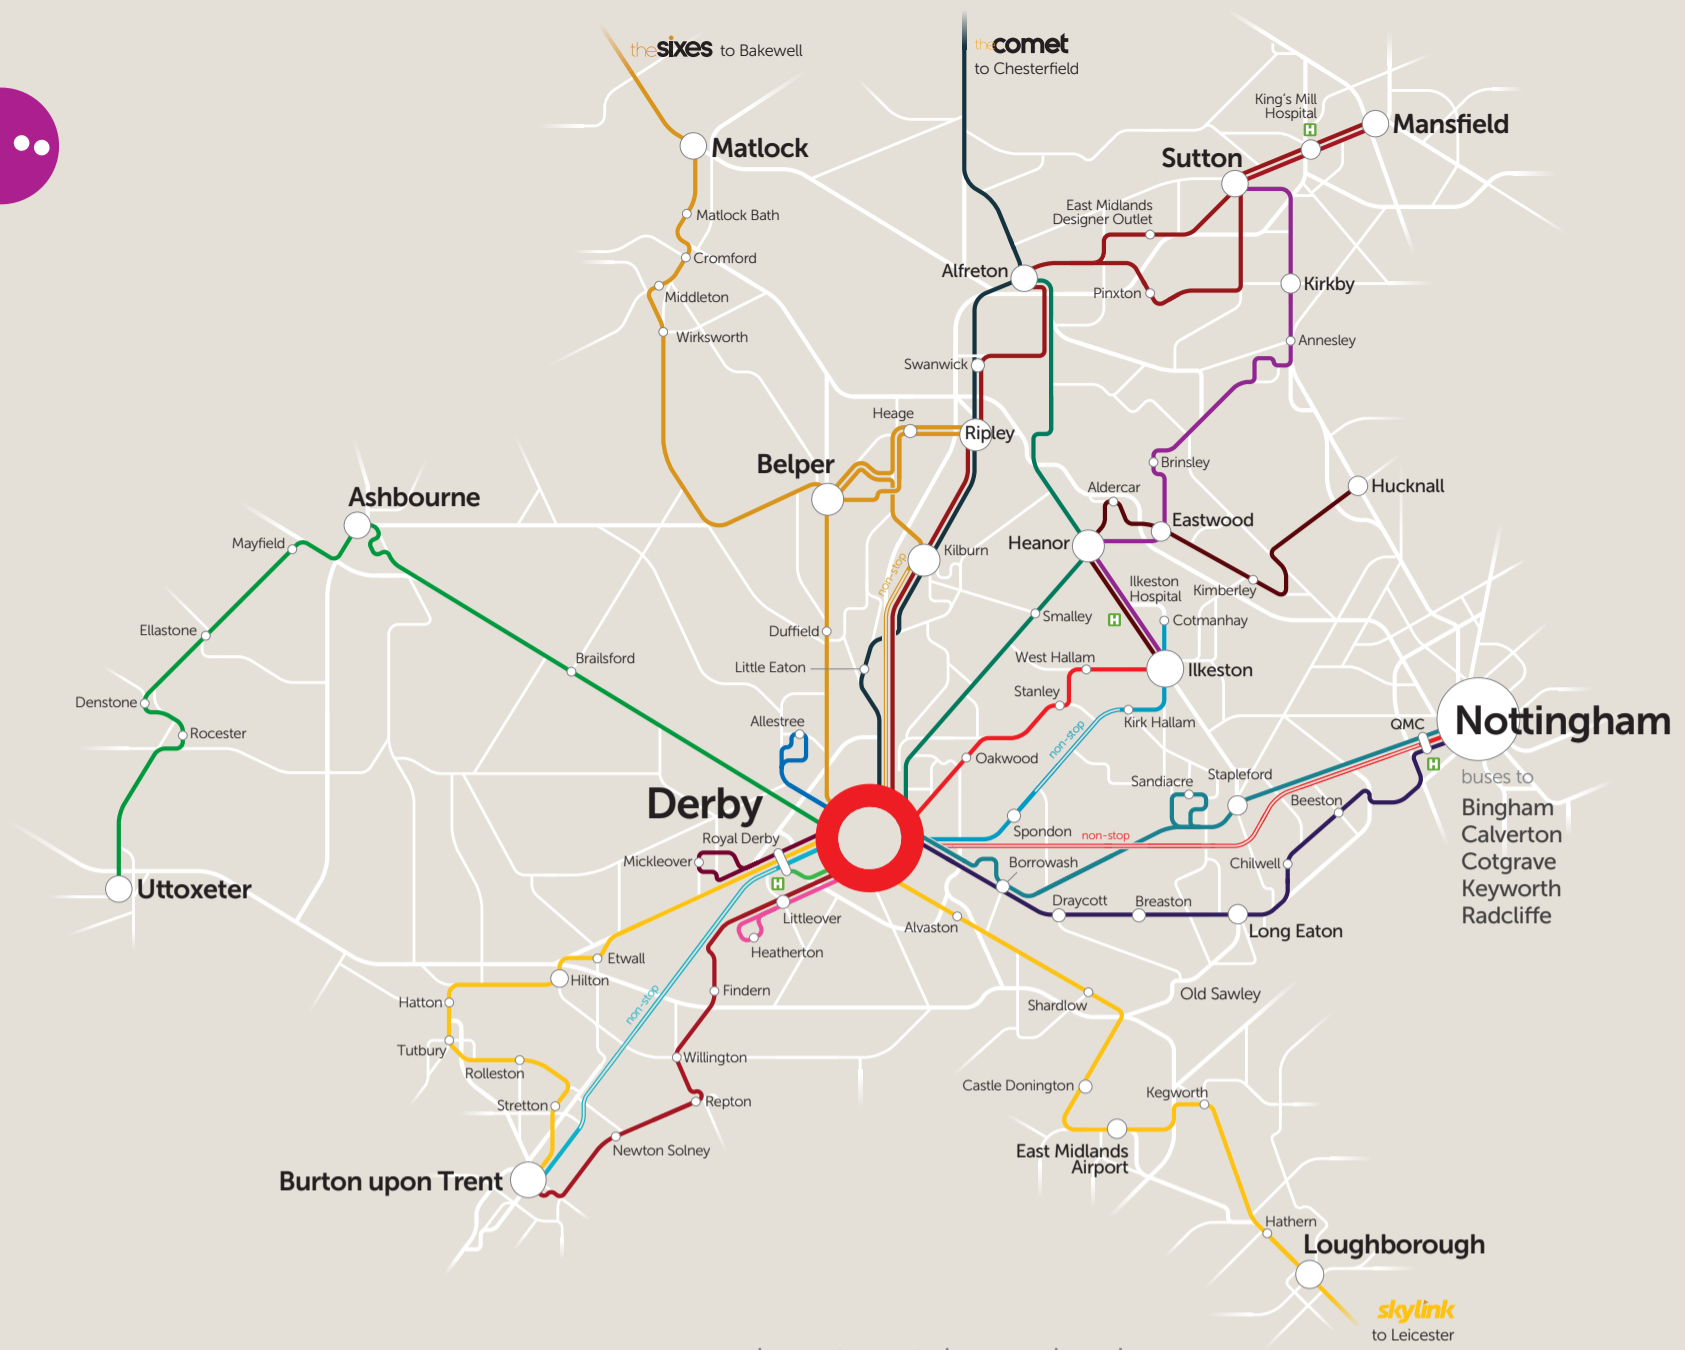 thesixes to Bakewell
thecomet
to Chesterfield
King's Mill
Hospital
H
Mansfield
Matlock
Sutton
Matlock Bath
East Midlands
Designer Outlet
Cromford
Alfreton
Middleton
Pinxton
Kirkby
Wirksworth
Annesley
Swanwick
Heage
Ripley
Belper
Brinsley
Ashbourne
Aldercar
Hucknall
Eastwood
Mayfield
Heanor
Kilburn
non-stop
Ilkeston
Hospital
H
Kimberley
Smalley
Cotmanhay
Ellastone
Duffield
Brailsford
West Hallam
Little Eaton
Ilkeston
Stanley
Denstone
Kirk Hallam
Allestree
QMC
Nottingham
Rocester
non-stop
Oakwood
H
Sandiacre
Stapleford
buses to
Bingham
Calverton
Cotgrave
Keyworth
Radcliffe
Derby
Beeston
Spondon
non-stop
Royal Derby
H
Mickleover
Borrowash
Chilwell
Uttoxeter
Draycott
Breaston
Littleover
Alvaston
Long Eaton
Heatherton
Etwall
Hilton
Findern
Old Sawley
Hatton
non-stop
Shardlow
Tutbury
Willington
Rolleston
Castle Donington
Kegworth
Stretton
Repton
Newton Solney
East Midlands
Airport
Burton upon Trent
Hathern
Loughborough
skylink
to Leicester